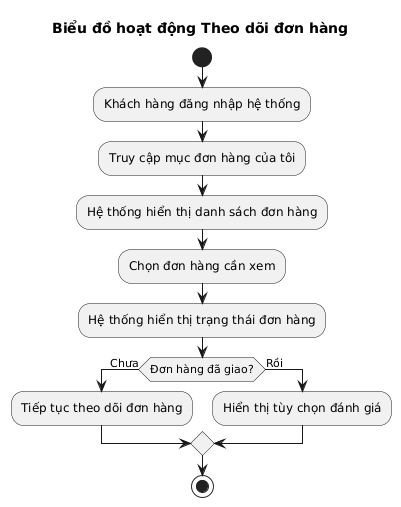 Biểu đồ hoạt động Theo dõi đơn hàng
Khách hàng đăng nhập hệ thống
Truy cập mục đơn hàng của tôi
Hệ thống hiển thị danh sách đơn hàng
Chọn đơn hàng cần xem
Hệ thống hiển thị trạng thái đơn hàng
Đơn hàng đã giao?
Chưa
Rồi
Tiếp tục theo dõi đơn hàng
Hiển thị tùy chọn đánh giá